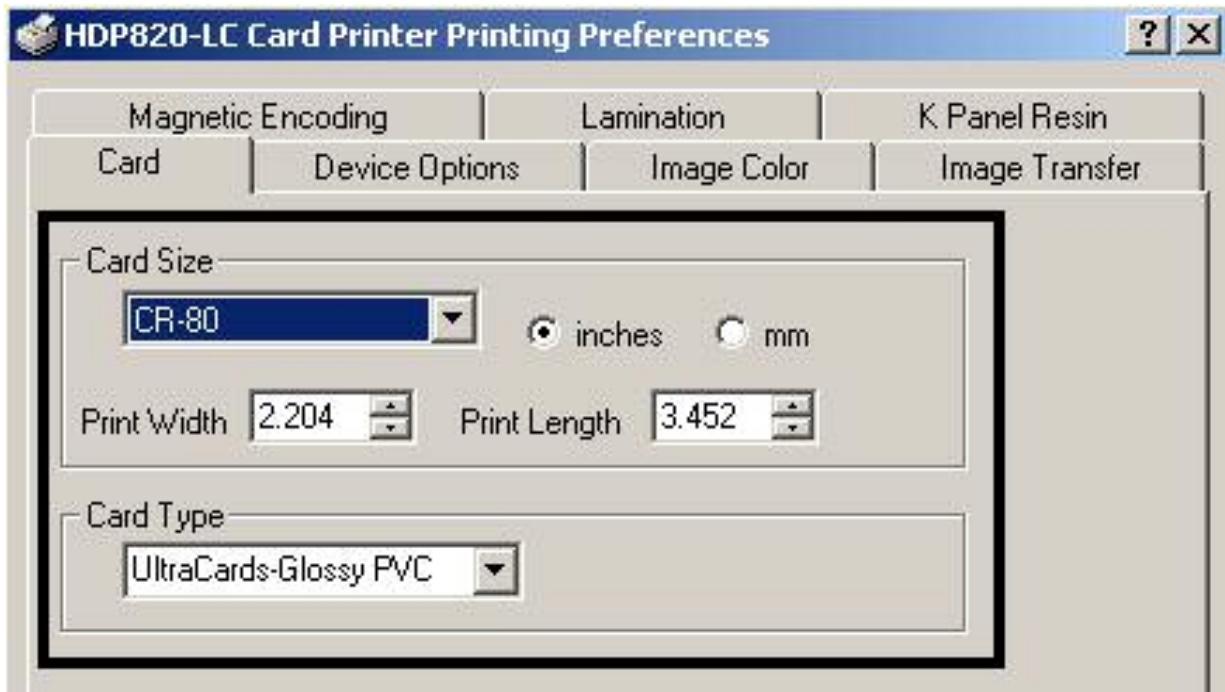 HDP820-LC Card Printer Printing Preferences
Magnetic Encoding Lamination K Panel Resin
Card Device Options Image Color Image Transfer
Card Size
CR-80 inches mm
Print Width 2.204 Print Length 3.452
Card Type
UltraCards-Glossy PVC